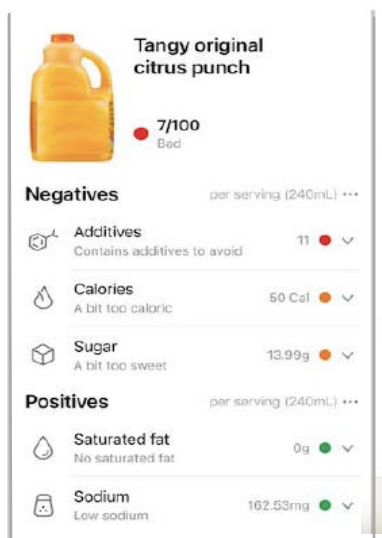 Tangy original
citrus punch
7/100
Bad
Negatives per serving (240mL) ...
Additives
Contains additives to avoid
11
Calories
A bit too caloric
50 Cal
Sugar
A bit too sweet
13.99g
Positives per serving (240mL) ...
Saturated fat
No saturated fat
0g
Sodium
Low sodium
162.53mg